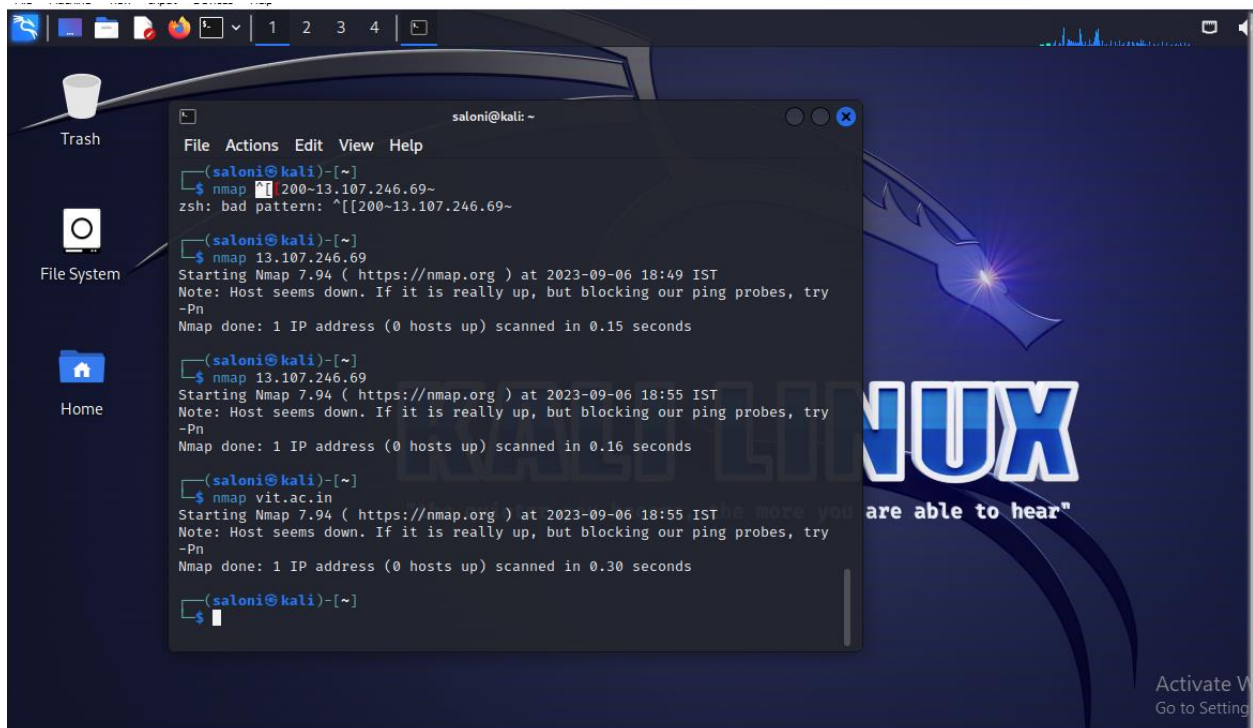 1 2 3 4
Trash
File System
Home
saloni@kali: ~
File Actions Edit View Help
┌──(saloni㉿kali)-[~]
└─$ nmap ^[[200~13.107.246.69~
zsh: bad pattern: ^[[200~13.107.246.69~
┌──(saloni㉿kali)-[~]
└─$ nmap 13.107.246.69
Starting Nmap 7.94 ( https://nmap.org ) at 2023-09-06 18:49 IST
Note: Host seems down. If it is really up, but blocking our ping probes, try
-Pn
Nmap done: 1 IP address (0 hosts up) scanned in 0.15 seconds
┌──(saloni㉿kali)-[~]
└─$ nmap 13.107.246.69
Starting Nmap 7.94 ( https://nmap.org ) at 2023-09-06 18:55 IST
Note: Host seems down. If it is really up, but blocking our ping probes, try
-Pn
Nmap done: 1 IP address (0 hosts up) scanned in 0.16 seconds
┌──(saloni㉿kali)-[~]
└─$ nmap vit.ac.in
Starting Nmap 7.94 ( https://nmap.org ) at 2023-09-06 18:55 IST
Note: Host seems down. If it is really up, but blocking our ping probes, try
-Pn
Nmap done: 1 IP address (0 hosts up) scanned in 0.30 seconds
┌──(saloni㉿kali)-[~]
└─$
KALI LINUX
the more you are able to hear"
Activate W
Go to Setting